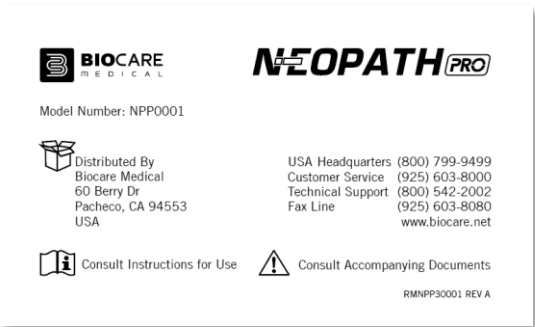 BIOCARE
MEDICAL
NEOPATH PRO
Model Number: NPP0001
Distributed By
Biocare Medical
60 Berry Dr
Pacheco, CA 94553
USA
USA Headquarters (800) 799-9499
Customer Service (925) 603-8000
Technical Support (800) 542-2002
Fax Line (925) 603-8080
www.biocare.net
Consult Instructions for Use
Consult Accompanying Documents
RMNPP30001 REV A